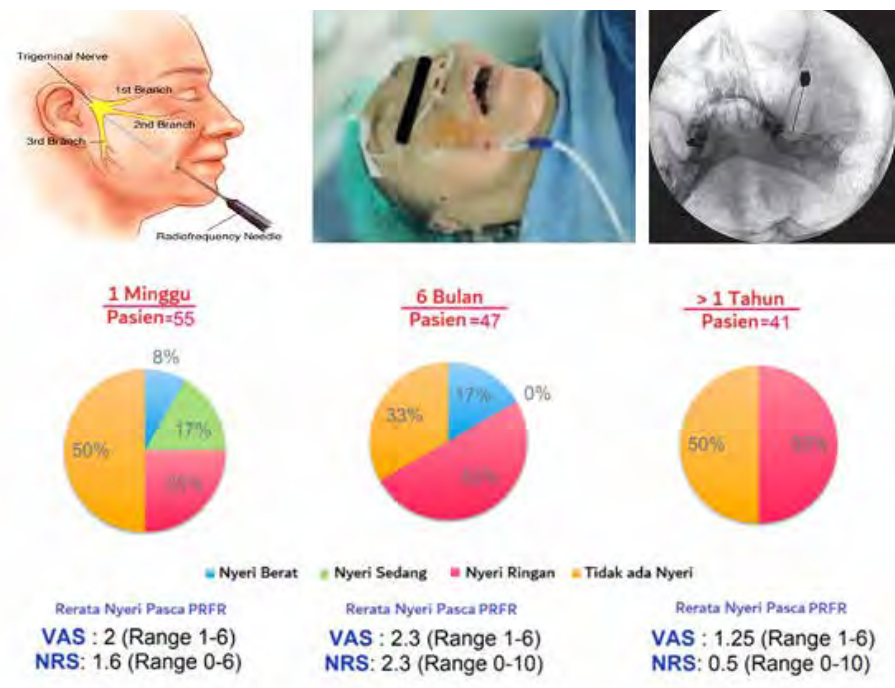 Trigeminal Nerve
1st Branch
2nd Branch
3rd Branch
Radiofrequency Needle
1 Minggu
Pasien=55
8%
17%
50%
6 Bulan
Pasien=47
17%
0%
33%
> 1 Tahun
Pasien=41
50%
Nyeri Berat
Nyeri Sedang
Nyeri Ringan
Tidak ada Nyeri
Rerata Nyeri Pasca PRFR
VAS : 2 (Range 1-6)
NRS: 1.6 (Range 0-6)
Rerata Nyeri Pasca PRFR
VAS : 2.3 (Range 1-6)
NRS: 2.3 (Range 0-10)
Rerata Nyeri Pasca PRFR
VAS : 1.25 (Range 1-6)
NRS: 0.5 (Range 0-10)